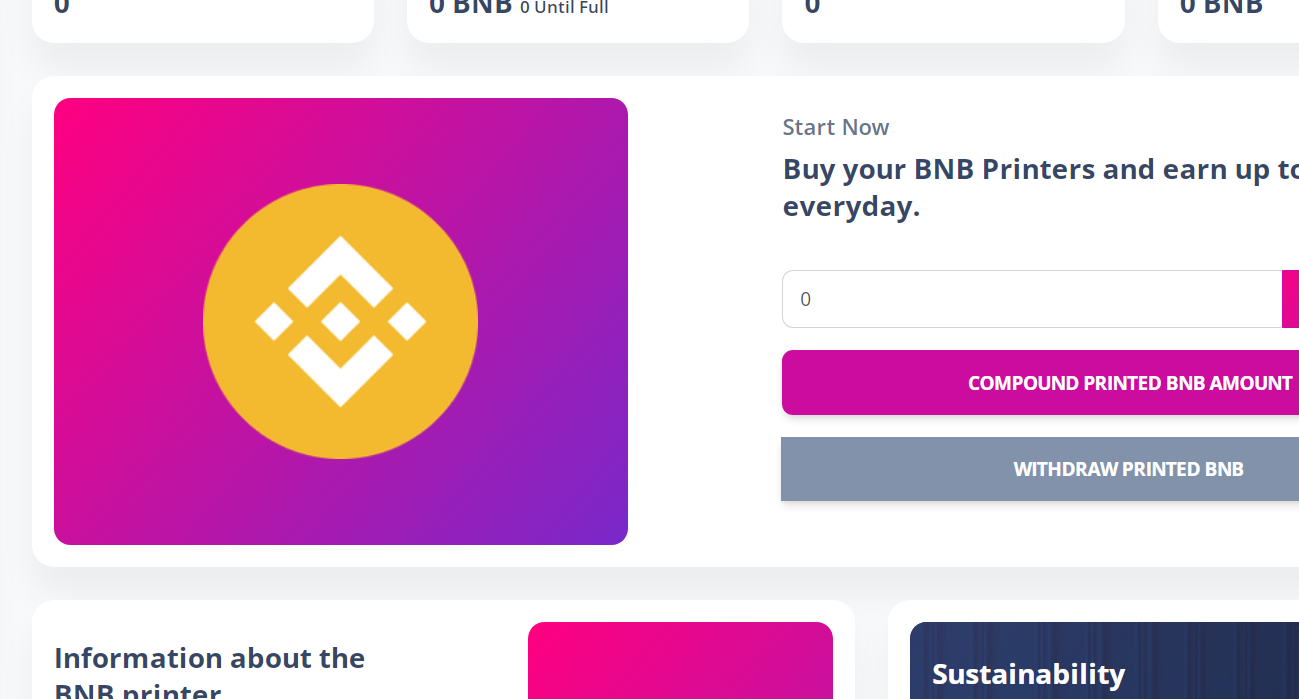 0
0 BNB 0 Until Full
0
0 BNB
Start Now
Buy your BNB Printers and earn up to
everyday.
0
COMPOUND PRINTED BNB AMOUNT
WITHDRAW PRINTED BNB
Information about the
BNB printer
Sustainability